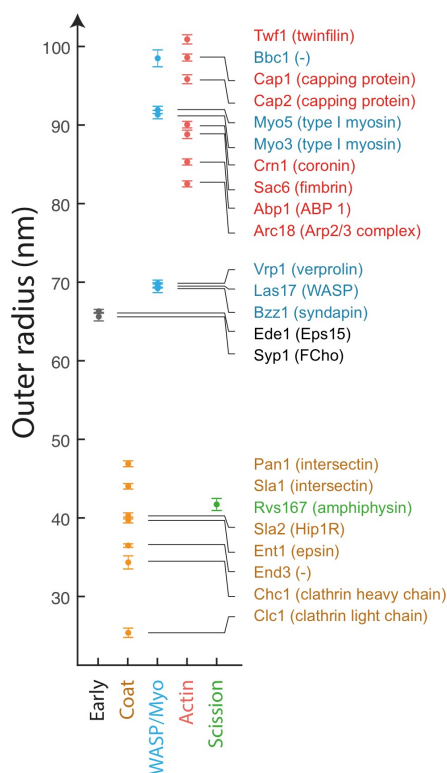 Outer radius (nm)
100
90
80
70
60
50
40
30
Twf1 (twinfilin)
Bbc1 (-)
Cap1 (capping protein)
Cap2 (capping protein)
Myo5 (type I myosin)
Myo3 (type I myosin)
Crn1 (coronin)
Sac6 (fimbrin)
Abp1 (ABP 1)
Arc18 (Arp2/3 complex)
Vrp1 (verprolin)
Las17 (WASP)
Bzz1 (syndapin)
Ede1 (Eps15)
Syp1 (FCho)
Pan1 (intersectin)
Sla1 (intersectin)
Rvs167 (amphiphysin)
Sla2 (Hip1R)
Ent1 (epsin)
End3 (-)
Chc1 (clathrin heavy chain)
Clc1 (clathrin light chain)
Early
Coat
WASP/Myo
Actin
Scission